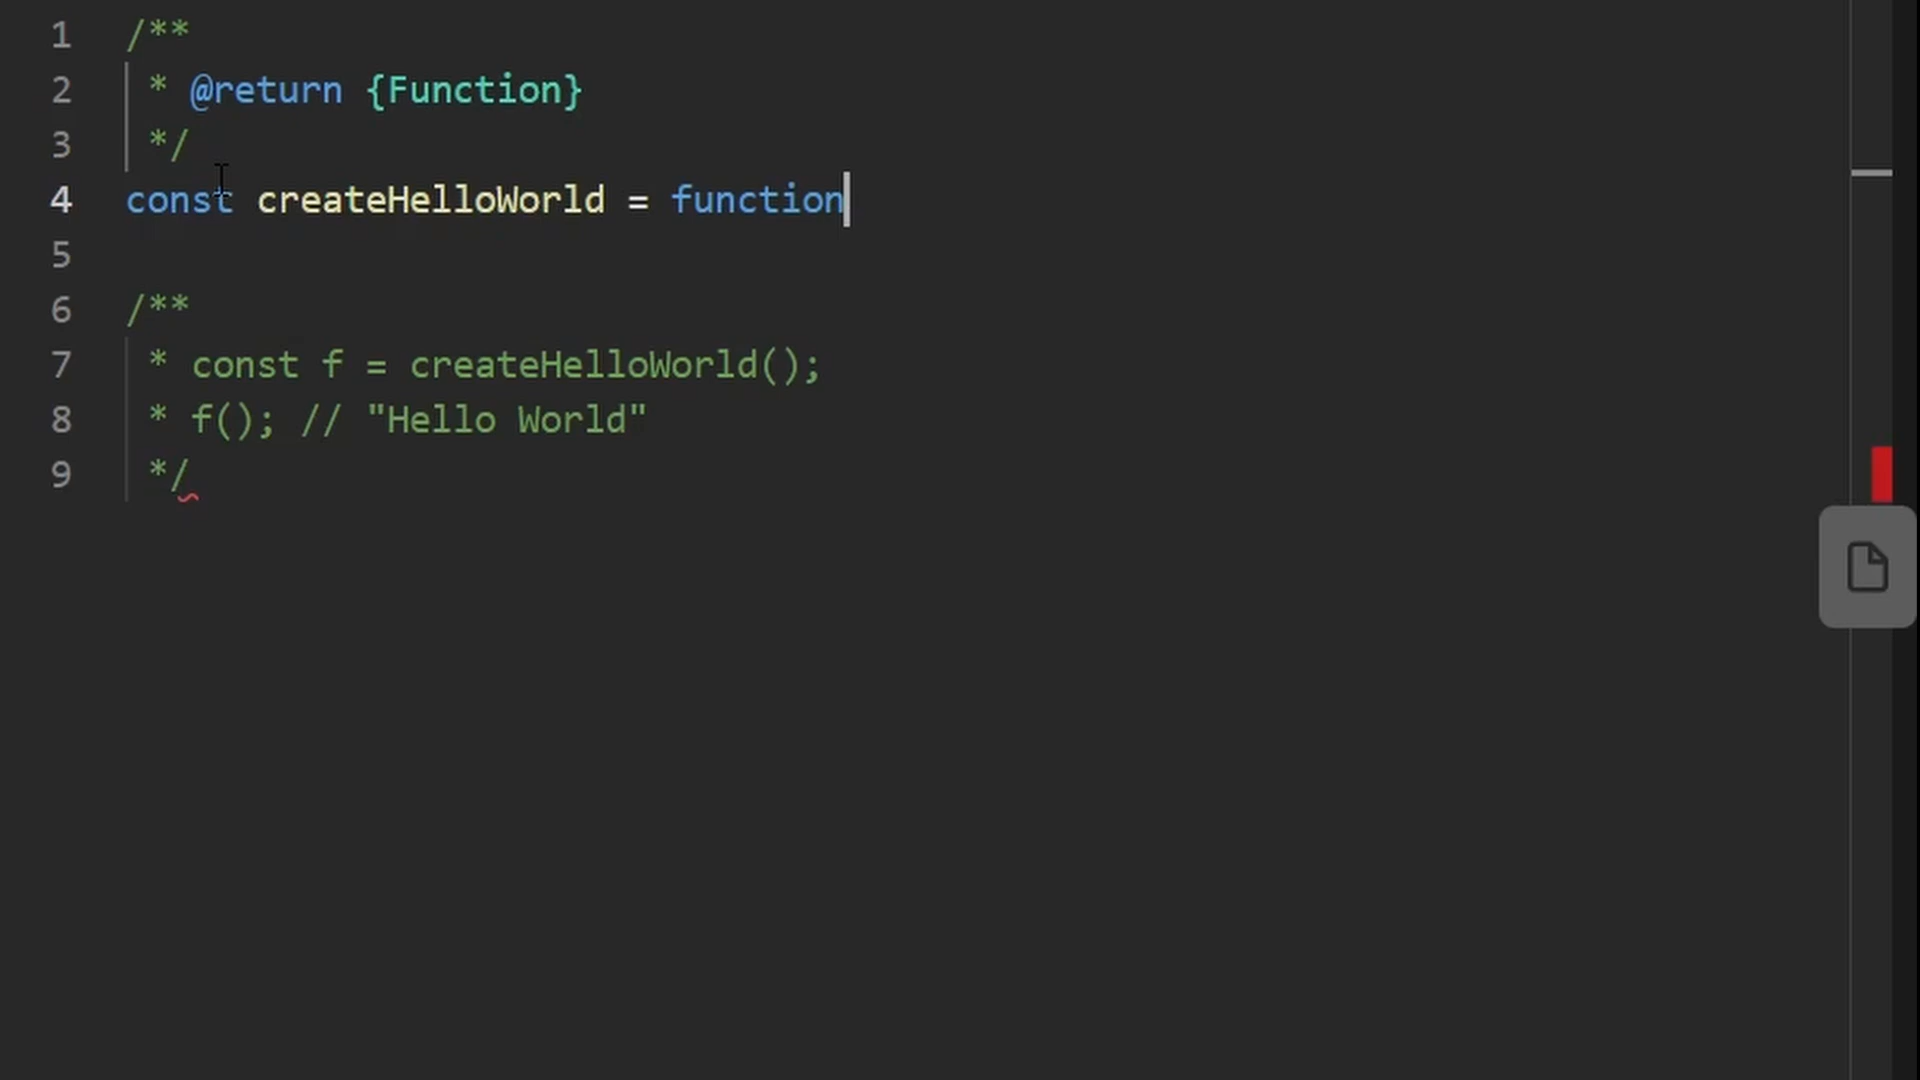 1 /**
2  * @return {Function}
3  */
4 const createHelloWorld = function
5
6 /**
7  * const f = createHelloWorld();
8  * f(); // "Hello World"
9  */